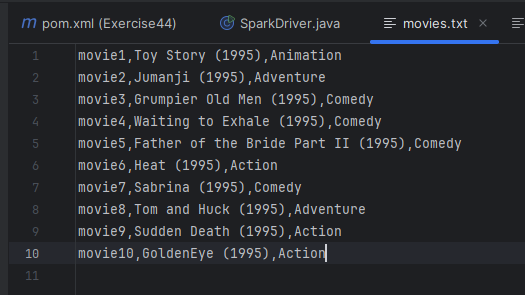 pom.xml (Exercise44) SparkDriver.java movies.txt
1 movie1,Toy Story (1995),Animation
2 movie2,Jumanji (1995),Adventure
3 movie3,Grumpier Old Men (1995),Comedy
4 movie4,Waiting to Exhale (1995),Comedy
5 movie5,Father of the Bride Part II (1995),Comedy
6 movie6,Heat (1995),Action
7 movie7,Sabrina (1995),Comedy
8 movie8,Tom and Huck (1995),Adventure
9 movie9,Sudden Death (1995),Action
10 movie10,GoldenEye (1995),Action
11